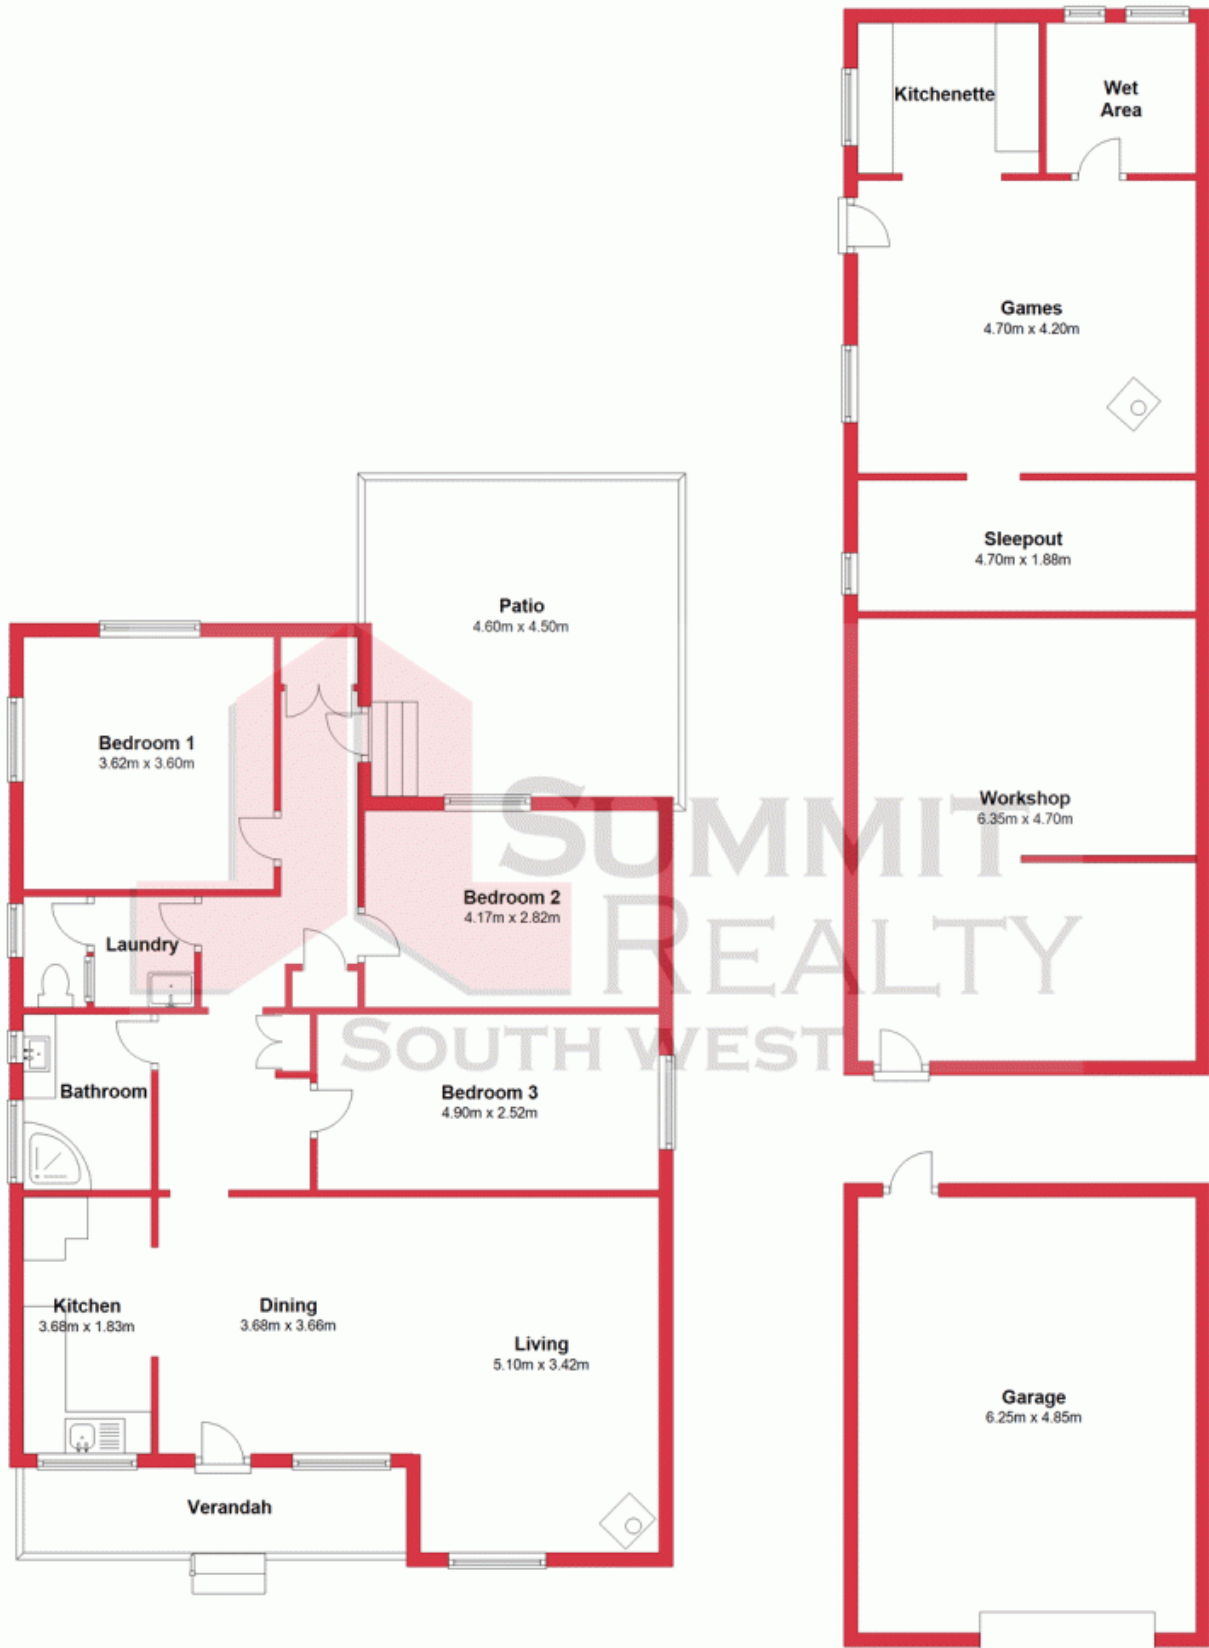 Kitchenette
Wet
Area
Games
4.70m x 4.20m
Sleepout
4.70m x 1.88m
Patio
4.60m x 4.50m
Bedroom 1
3.62m x 3.60m
Workshop
6.35m x 4.70m
SUMMIT
REALTY
SOUTH WEST
Bedroom 2
4.17m x 2.82m
Laundry
Bathroom
Bedroom 3
4.90m x 2.52m
Kitchen
3.68m x 1.83m
Dining
3.68m x 3.66m
Living
5.10m x 3.42m
Garage
6.25m x 4.85m
Verandah